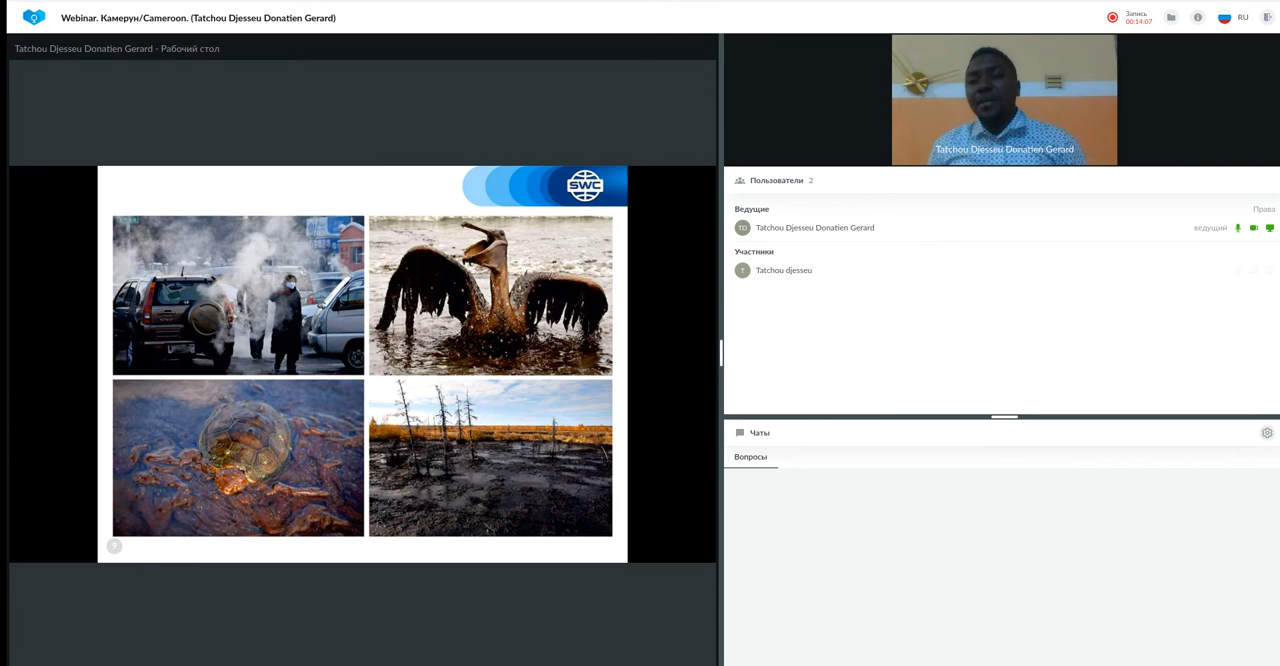 Webinar. Камерун/Cameroon. (Tatchou Djesseu Donatien Gerard)
Запись
00:14:07
RU
Tatchou Djesseu Donatien Gerard - Рабочий стол
SWC
9
Tatchou Djesseu Donatien Gerard
Пользователи 2
Ведущие
Права
TD
Tatchou Djesseu Donatien Gerard
ведущий
Участники
T
Tatchou djesseu
Чаты
Вопросы